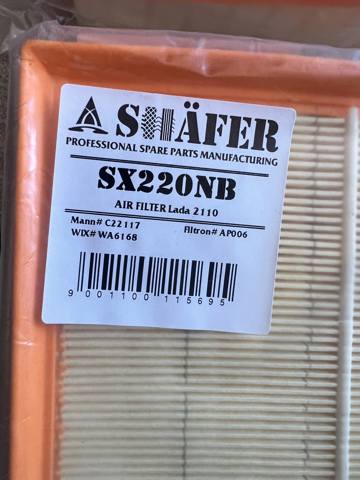 SHÄFER
PROFESSIONAL SPARE PARTS MANUFACTURING
SX220NB
AIR FILTER Lada 2110
Mann# C22117 Filtron# AP006
WIX# WA6168
9 001100 115695